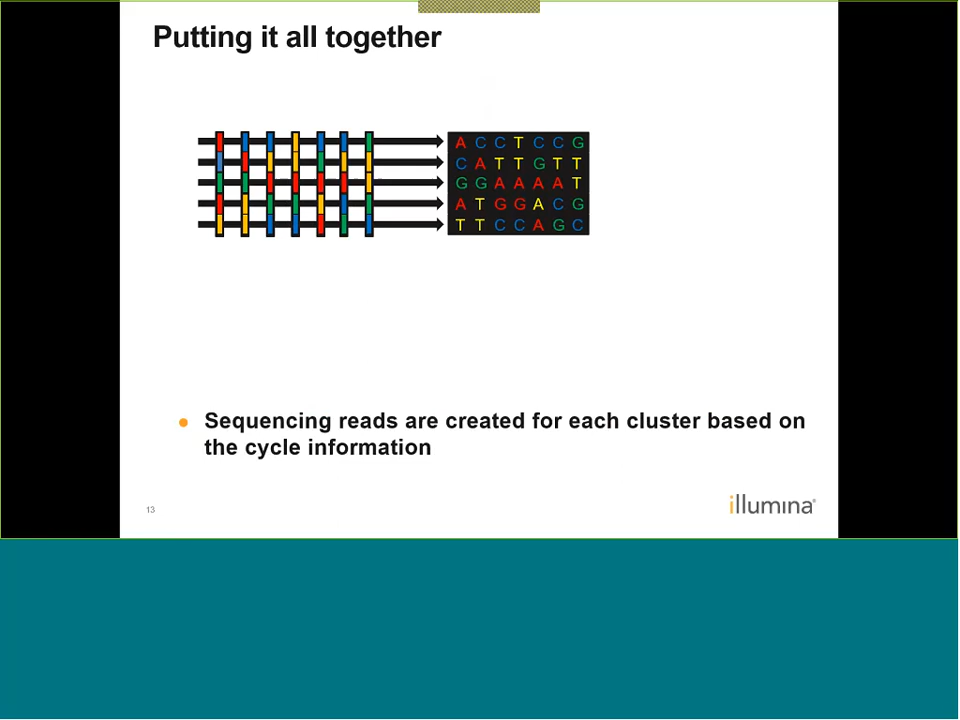 Putting it all together
A C C T C C G
C A T T G T T
G G A A A A T
A T G G A C G
T T C C A G C
Sequencing reads are created for each cluster based on
the cycle information
13
illumina®